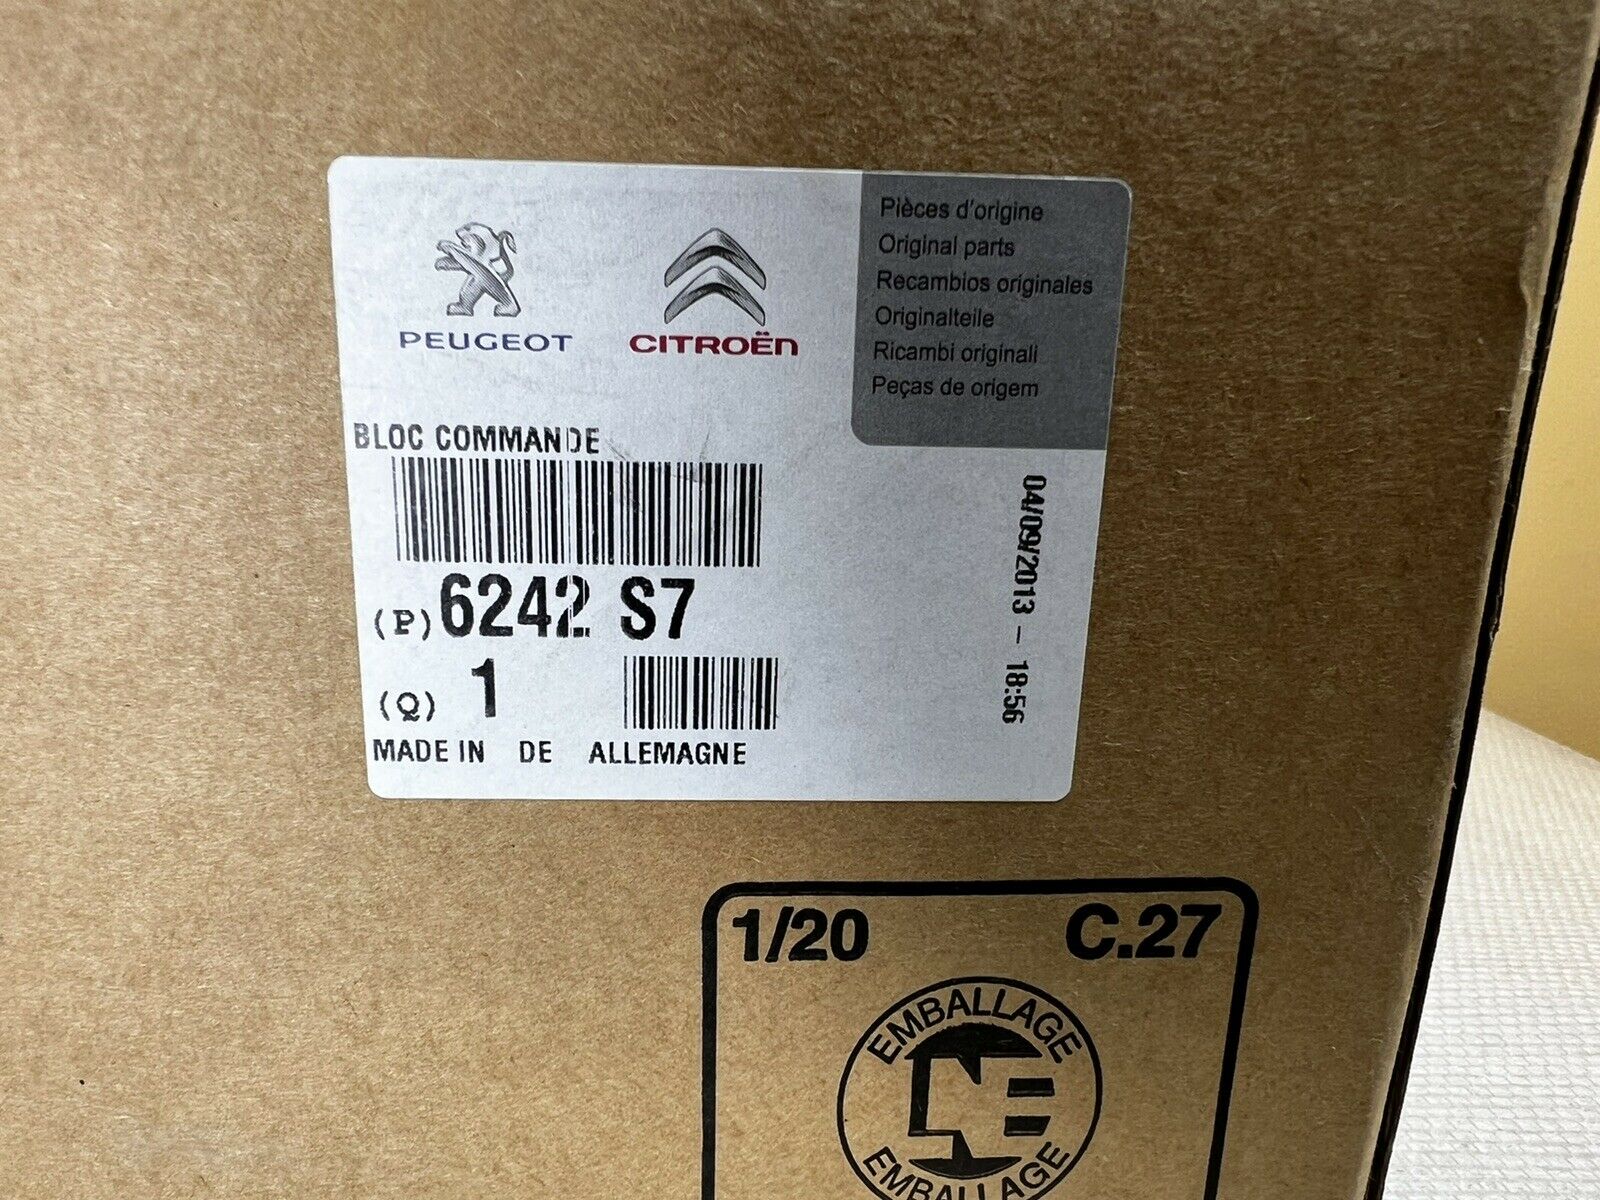 PEUGEOT
CITROËN
Pièces d'origine
Original parts
Recambios originales
Originalteile
Ricambi originali
Peças de origem
BLOC COMMANDE
(P) 6242 S7
(Q) 1
MADE IN DE ALLEMAGNE
04/09/2013 - 18:56
1/20 C.27
EMBALLAGE
EMBALLAGE